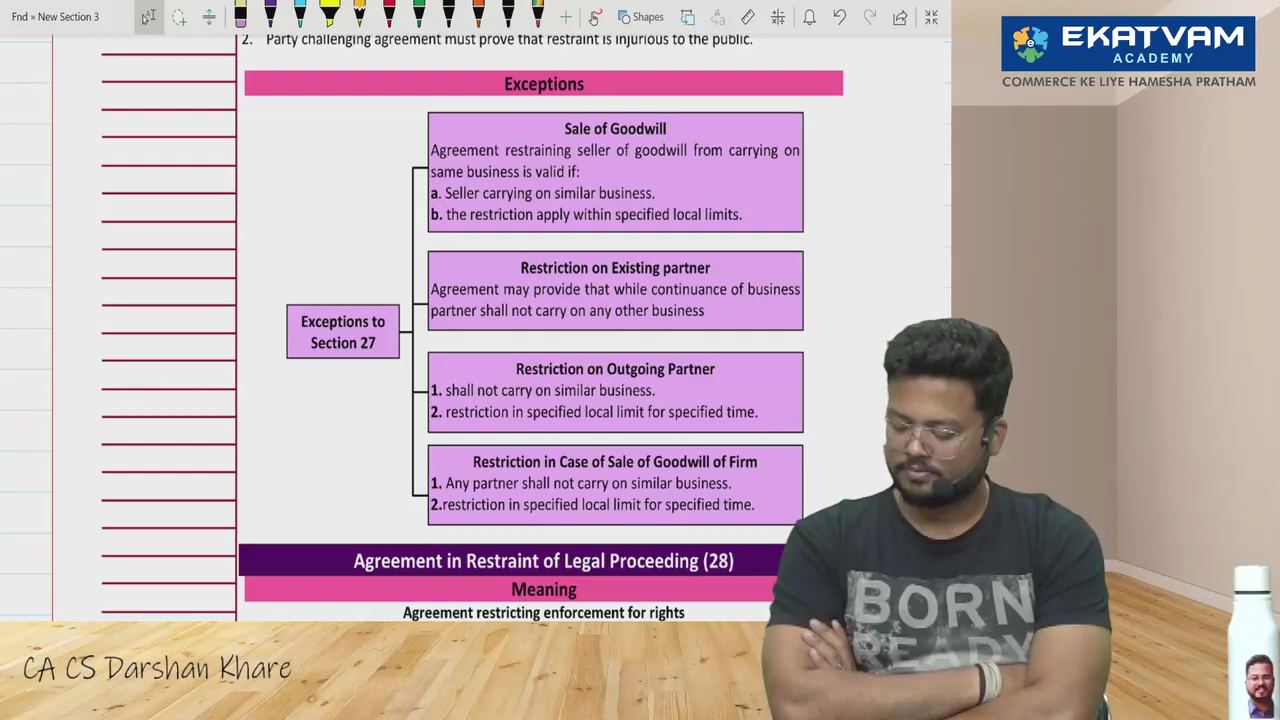 Fnd » New Section 3
Shapes
2. Party challenging agreement must prove that restraint is injurious to the public.
EKATVAM
ACADEMY
COMMERCE KE LIYE HAMESHA PRATHAM
Exceptions
Sale of Goodwill
Agreement restraining seller of goodwill from carrying on
same business is valid if:
a. Seller carrying on similar business.
b. the restriction apply within specified local limits.
Restriction on Existing partner
Agreement may provide that while continuance of business
partner shall not carry on any other business
Exceptions to
Section 27
Restriction on Outgoing Partner
1. shall not carry on similar business.
2. restriction in specified local limit for specified time.
Restriction in Case of Sale of Goodwill of Firm
1. Any partner shall not carry on similar business.
2.restriction in specified local limit for specified time.
Agreement in Restraint of Legal Proceeding (28)
Meaning
Agreement restricting enforcement for rights
BORN
READY
CA CS Darshan Khare